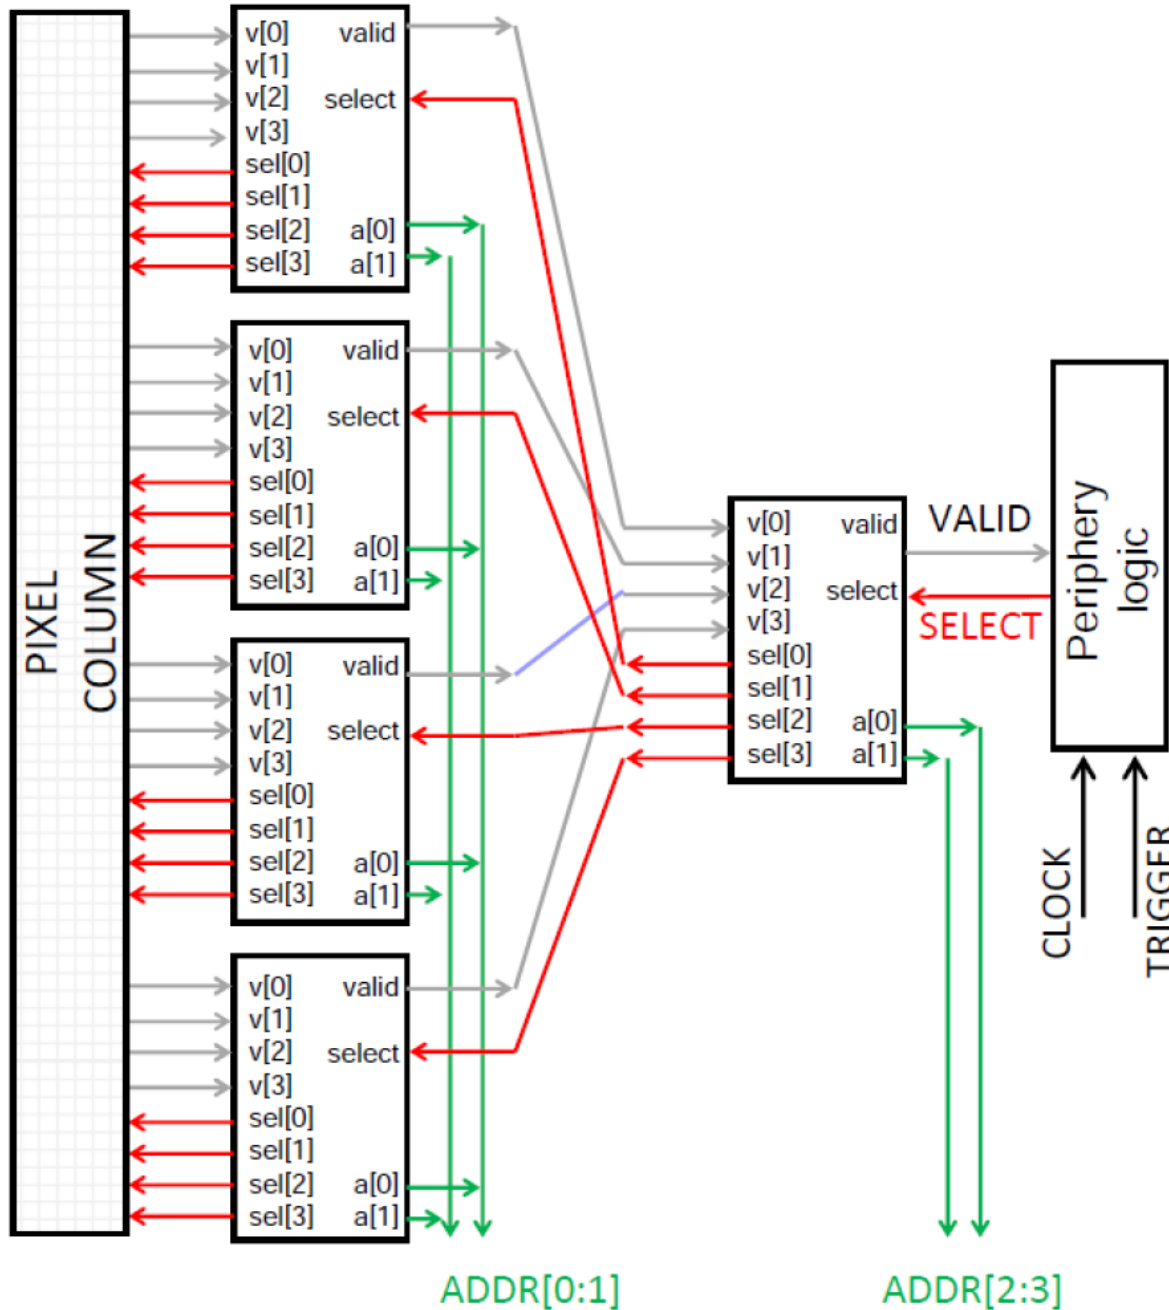 PIXEL
COLUMN
v[0] valid
v[1]
v[2] select
v[3]
sel[0]
sel[1]
sel[2] a[0]
sel[3] a[1]
v[0] valid
v[1]
v[2] select
v[3]
sel[0]
sel[1]
sel[2] a[0]
sel[3] a[1]
v[0] valid
v[1]
v[2] select
v[3]
sel[0]
sel[1]
sel[2] a[0]
sel[3] a[1]
v[0] valid
v[1]
v[2] select
v[3]
sel[0]
sel[1]
sel[2] a[0]
sel[3] a[1]
v[0] valid
v[1]
v[2] select
v[3]
sel[0]
sel[1]
sel[2] a[0]
sel[3] a[1]
VALID
SELECT
Periphery
logic
CLOCK
TRIGGER
ADDR[0:1]
ADDR[2:3]